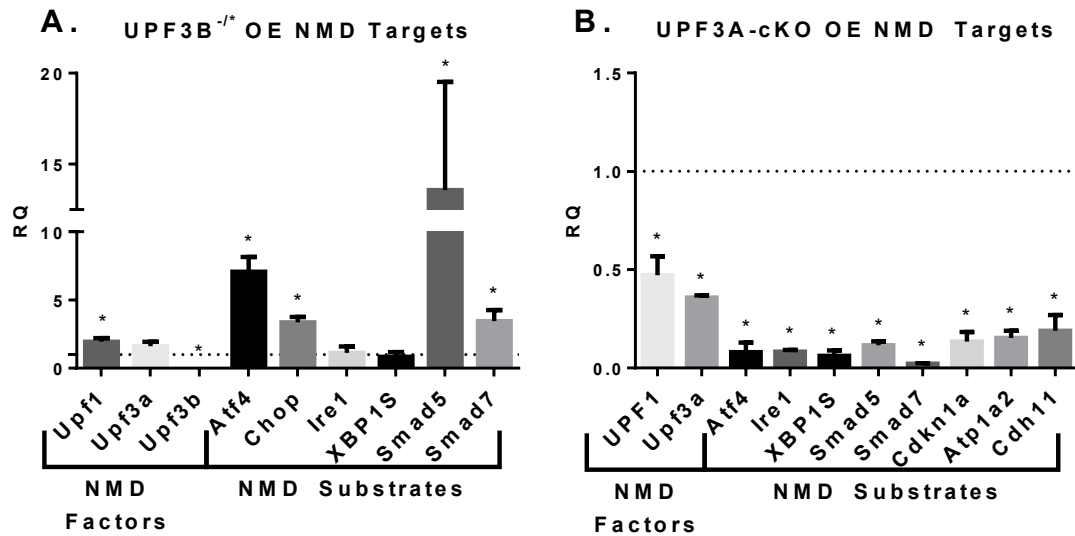 A. UPF3B-/* OE NMD Targets
20
15
10
5
0
RQ
*
*
*
*
*
*
Upf1 Upf3a Upf3b Atf4 Chop Ire1 XBP1S Smad5 Smad7
NMD NMD Substrates
Factors
B. UPF3A-cKO OE NMD Targets
1.5
1.0
0.5
0.0
RQ
*
*
*
*
*
*
*
*
*
*
UPF1 Upf3a Atf4 Ire1 XBP1S Smad5 Smad7 Cdkn1a Atp1a2 Cdh11
NMD NMD Substrates
Factors